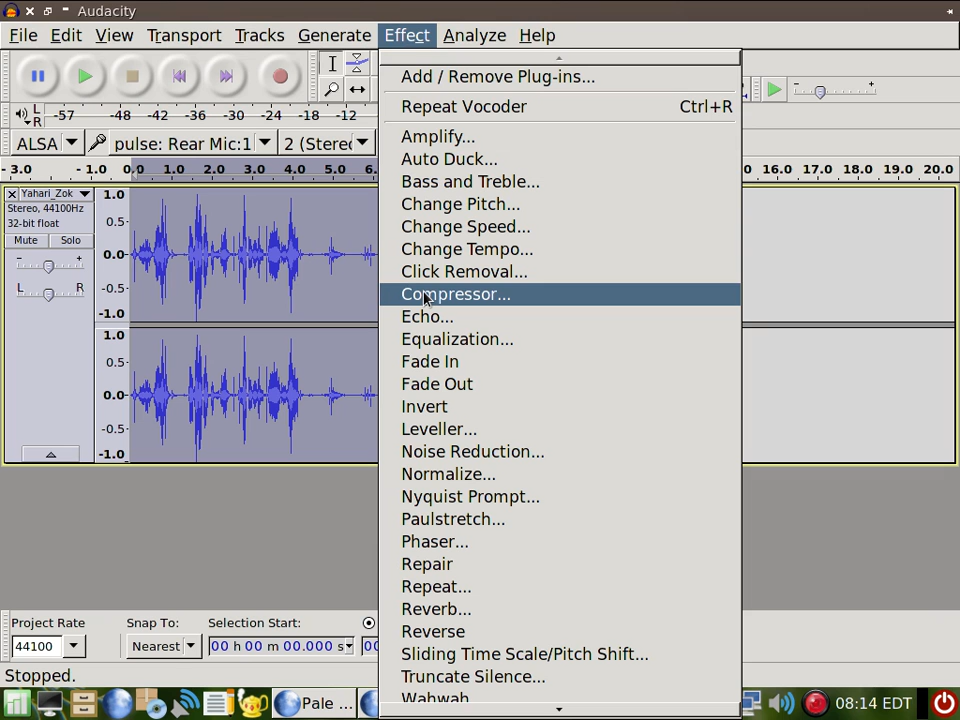 Audacity
File Edit View Transport Tracks Generate Effect Analyze Help
L
R
-57 -48 -42 -36 -30 -24 -18 -12
ALSA pulse: Rear Mic:1 2 (Stereo
- 3.0 - 1.0 0.0 1.0 2.0 3.0 4.0 5.0 6. 0 16.0 17.0 18.0 19.0 20.0
Yahari_Zok
Stereo, 44100Hz
32-bit float
Mute Solo
- +
L R
1.0
0.5
0.0
-0.5
-1.0
1.0
0.5
0.0
-0.5
-1.0
Add / Remove Plug-ins...
Repeat Vocoder Ctrl+R
Amplify...
Auto Duck...
Bass and Treble...
Change Pitch...
Change Speed...
Change Tempo...
Click Removal...
Compressor...
Echo...
Equalization...
Fade In
Fade Out
Invert
Leveller...
Noise Reduction...
Normalize...
Nyquist Prompt...
Paulstretch...
Phaser...
Repair
Repeat...
Reverb...
Reverse
Sliding Time Scale/Pitch Shift...
Truncate Silence...
Wahwah
Project Rate Snap To: Selection Start:
44100 Nearest 00 h 00 m 00.000 s 00
Stopped.
Pale ... 08:14 EDT